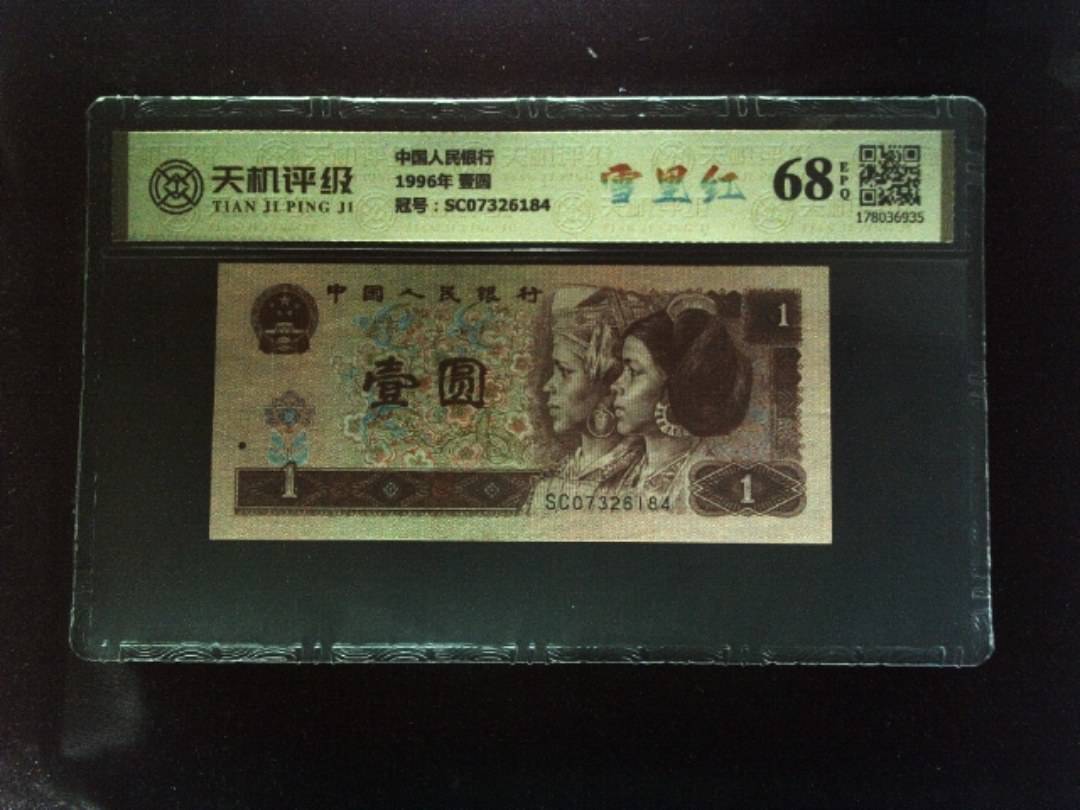 天机评级
TIAN JI PING JI
中国人民银行
1996年 壹圆
冠号：SC07326184
雪里红
68
EPQ
178036935
中国人民银行
壹圆
1
1
SC07326184
1